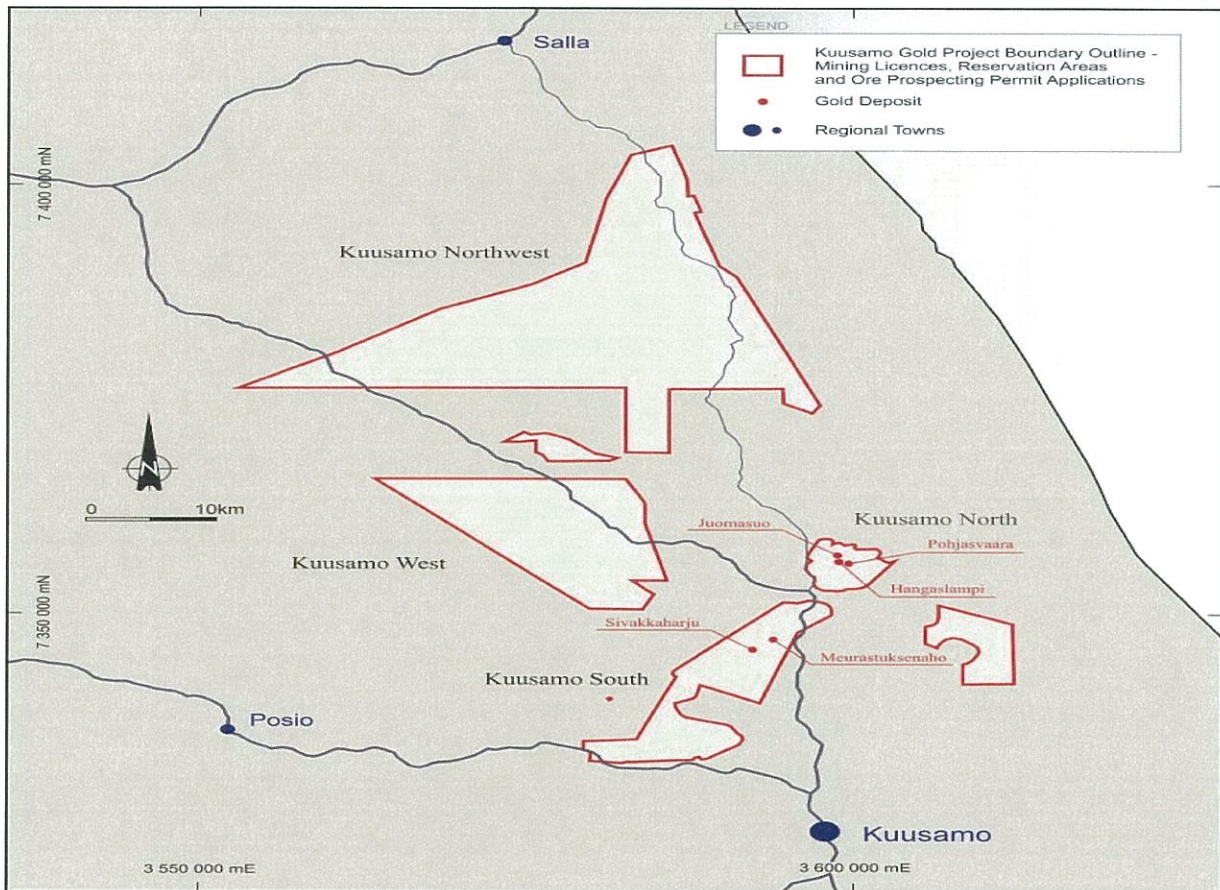 LEGEND
Kuusamo Gold Project Boundary Outline -
Mining Licences, Reservation Areas
and Ore Prospecting Permit Applications
Gold Deposit
Regional Towns
Salla
7 400 000 mN
Kuusamo Northwest
N
0 10km
Kuusamo North
Juomasuo
Pohjasvaara
Kuusamo West
Hangaslampi
7 350 000 mN
Sivakkaharju
Meurastuksenaho
Kuusamo South
Posio
Kuusamo
3 550 000 mE
3 600 000 mE